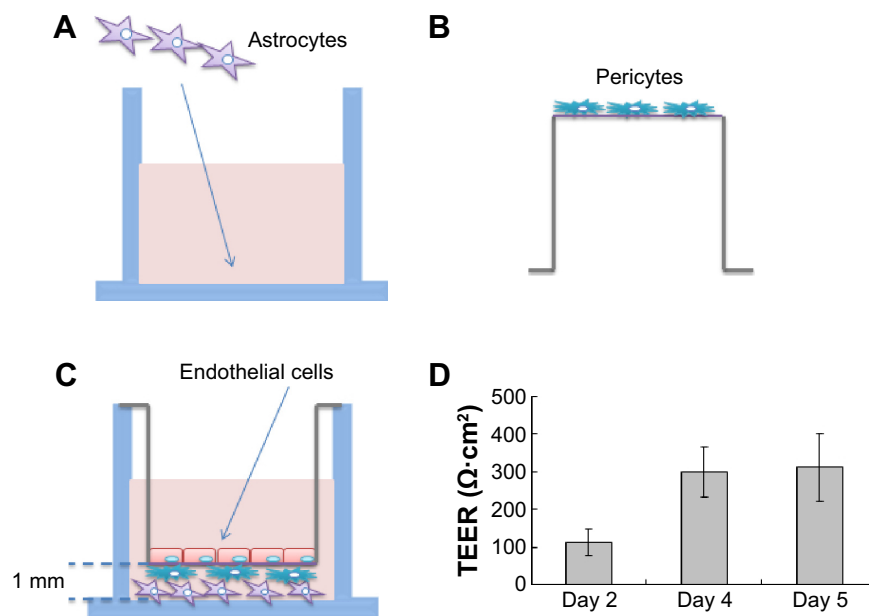 A
Astrocytes
B
Pericytes
C
Endothelial cells
1 mm
D
TEER (Ω·cm²)
500
400
300
200
100
0
Day 2 Day 4 Day 5